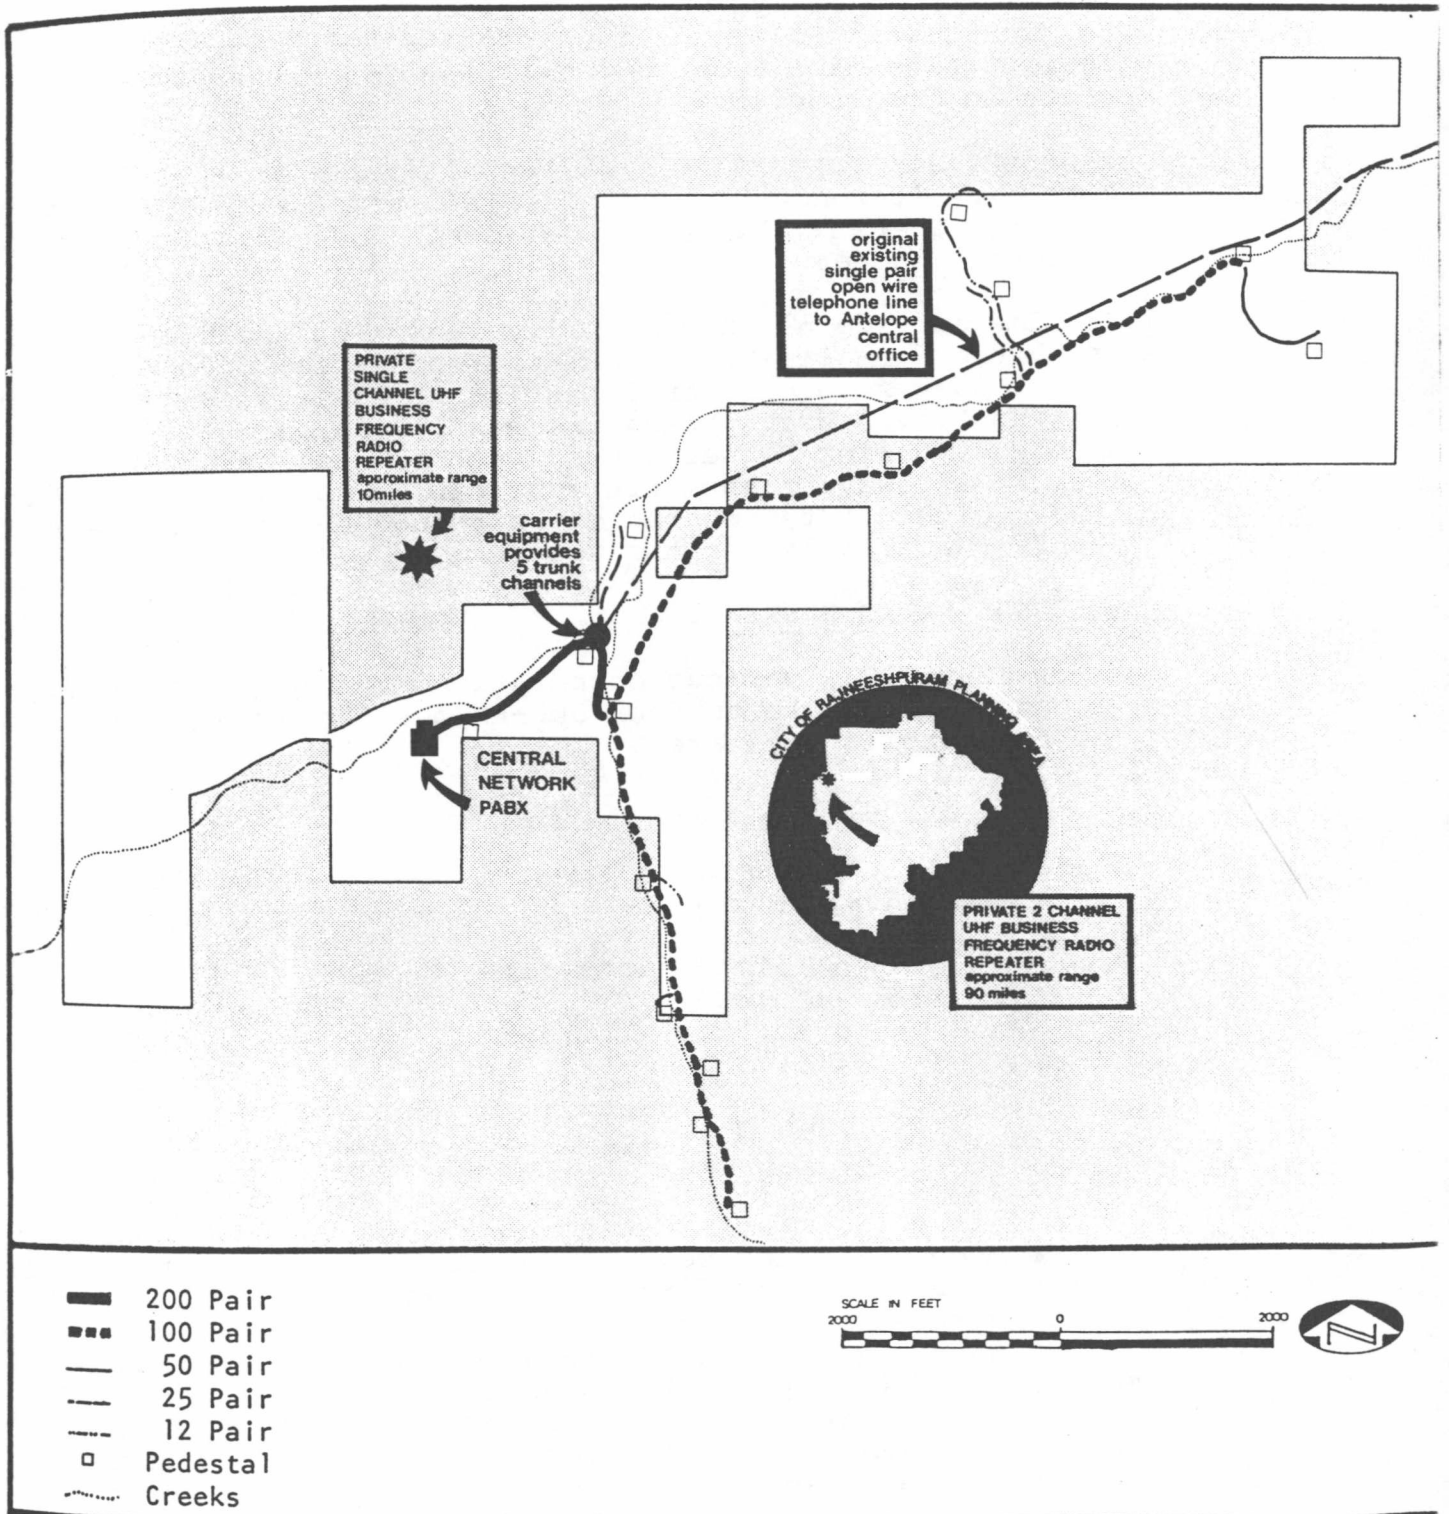 original
existing
single pair
open wire
telephone line
to Antelope
central
office
PRIVATE
SINGLE
CHANNEL UHF
BUSINESS
FREQUENCY
RADIO
REPEATER
aporoximate range
10miles
carrier
equipment
provides
5 trunk
channels
CENTRAL
NETWORK
PABX
CITY OF RAJNEESHPURAM PLANNING AREA
PRIVATE 2 CHANNEL
UHF BUSINESS
FREQUENCY RADIO
REPEATER
approximate range
90 miles
200 Pair
100 Pair
50 Pair
25 Pair
12 Pair
Pedestal
Creeks
SCALE IN FEET
2000 0 2000
N